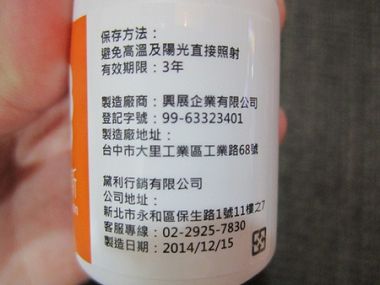 保存方法：
避免高溫及陽光直接照射
有效期限：3年
製造廠商：興展企業有限公司
登記字號：99-63323401
製造廠地址：
台中市大里工業區工業路68號
黛利行銷有限公司
公司地址：
新北市永和區保生路1號11樓之7
客服專線：02-2925-7830
製造日期：2014/12/15